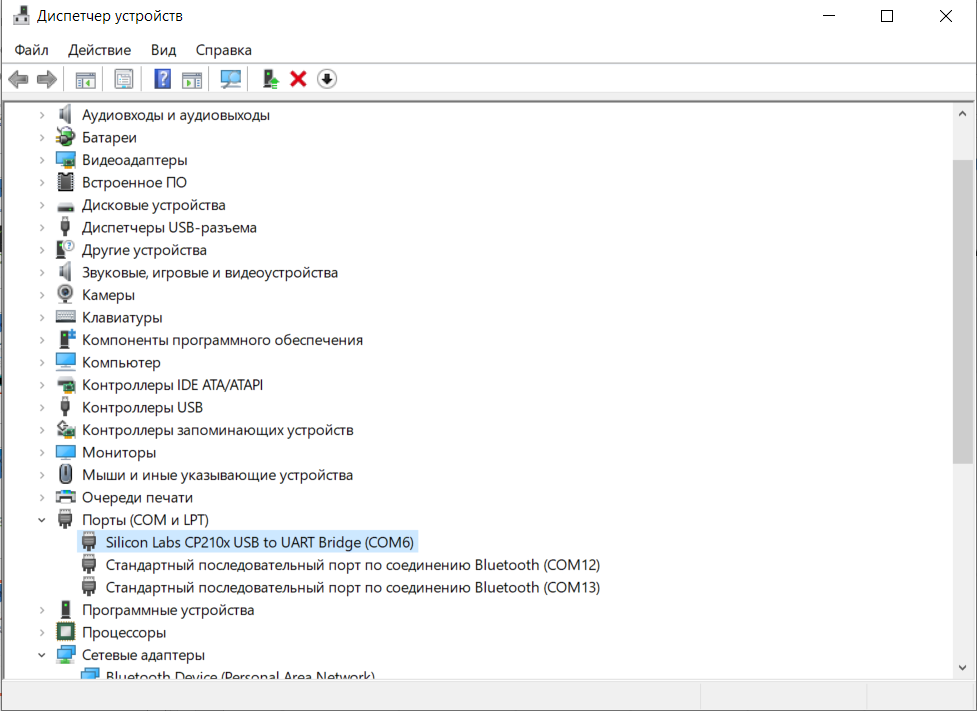 Диспетчер устройств
Файл Действие Вид Справка
Аудиовходы и аудиовыходы
Батареи
Видеоадаптеры
Встроенное ПО
Дисковые устройства
Диспетчеры USB-разъема
Другие устройства
Звуковые, игровые и видеоустройства
Камеры
Клавиатуры
Компоненты программного обеспечения
Компьютер
Контроллеры IDE ATA/ATAPI
Контроллеры USB
Контроллеры запоминающих устройств
Мониторы
Мыши и иные указывающие устройства
Очереди печати
Порты (COM и LPT)
Silicon Labs CP210x USB to UART Bridge (COM6)
Стандартный последовательный порт по соединению Bluetooth (COM12)
Стандартный последовательный порт по соединению Bluetooth (COM13)
Программные устройства
Процессоры
Сетевые адаптеры
Bluetooth Device (Personal Area Network)